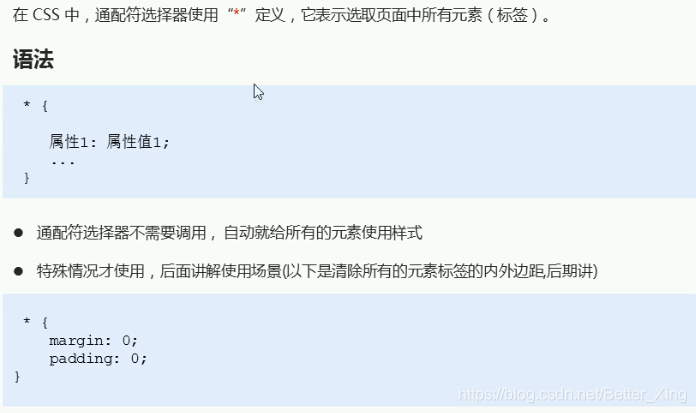 在 CSS 中，通配符选择器使用“*”定义，它表示选取页面中所有元素（标签）。
语法
* {
属性1: 属性值1;
...
}
● 通配符选择器不需要调用， 自动就给所有的元素使用样式
● 特殊情况才使用，后面讲解使用场景(以下是清除所有的元素标签的内外边距,后期讲)
* {
margin: 0;
padding: 0;
}
https://blog.csdn.net/Better_Xing